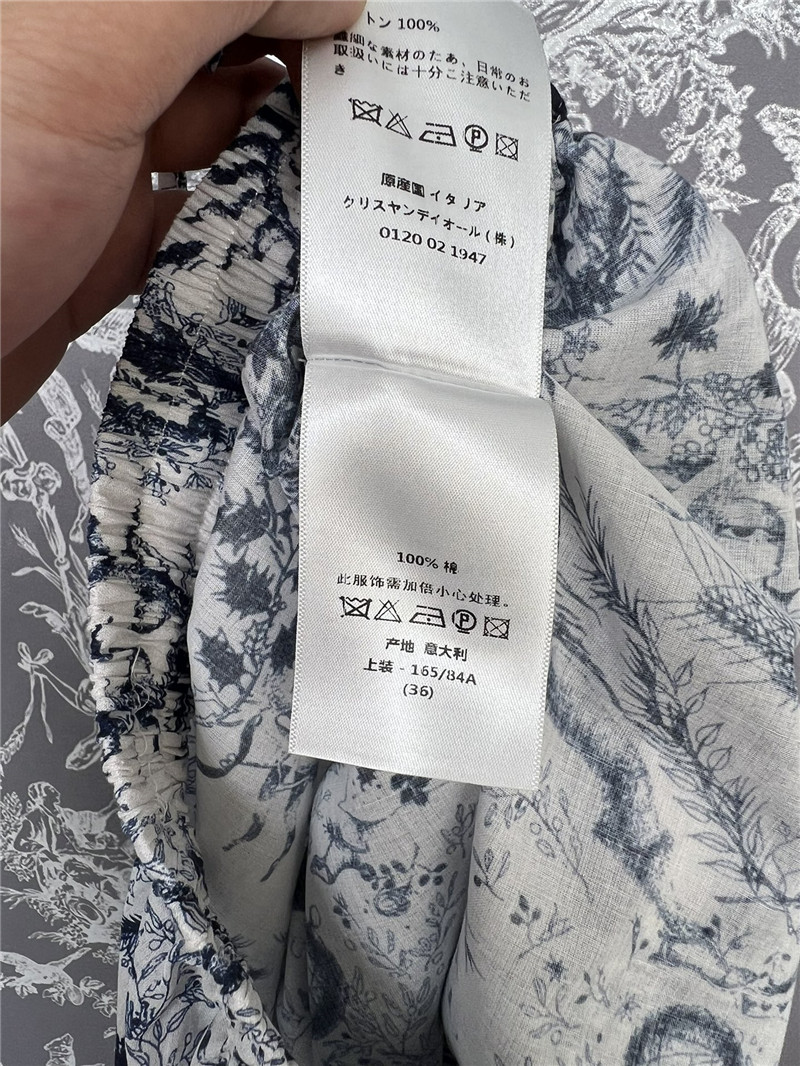 トン 100%
繊細な素材のため、日常のお
取扱いには十分ご注意いただ
き
P
原産国 イタリア
クリスチャンディオール(株)
0120 02 1947
100% 棉
此服饰需加倍小心处理。
P
产地 意大利
上装 - 165/84A
(36)